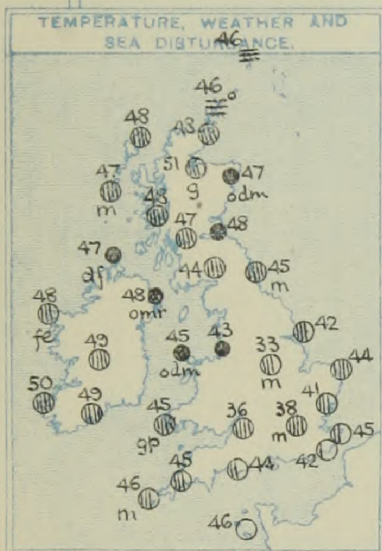 TEMPERATURE, WEATHER AND
SEA DISTURBANCE.
46
46
48 43
51 47
47 g odm
m 43
47 48
47
df 44 45
m
48 48
fe omr
49 45 43 42
odm 33
m 44
50 49 41
45 36 38
gp m 45
42
45 44
46
m
46